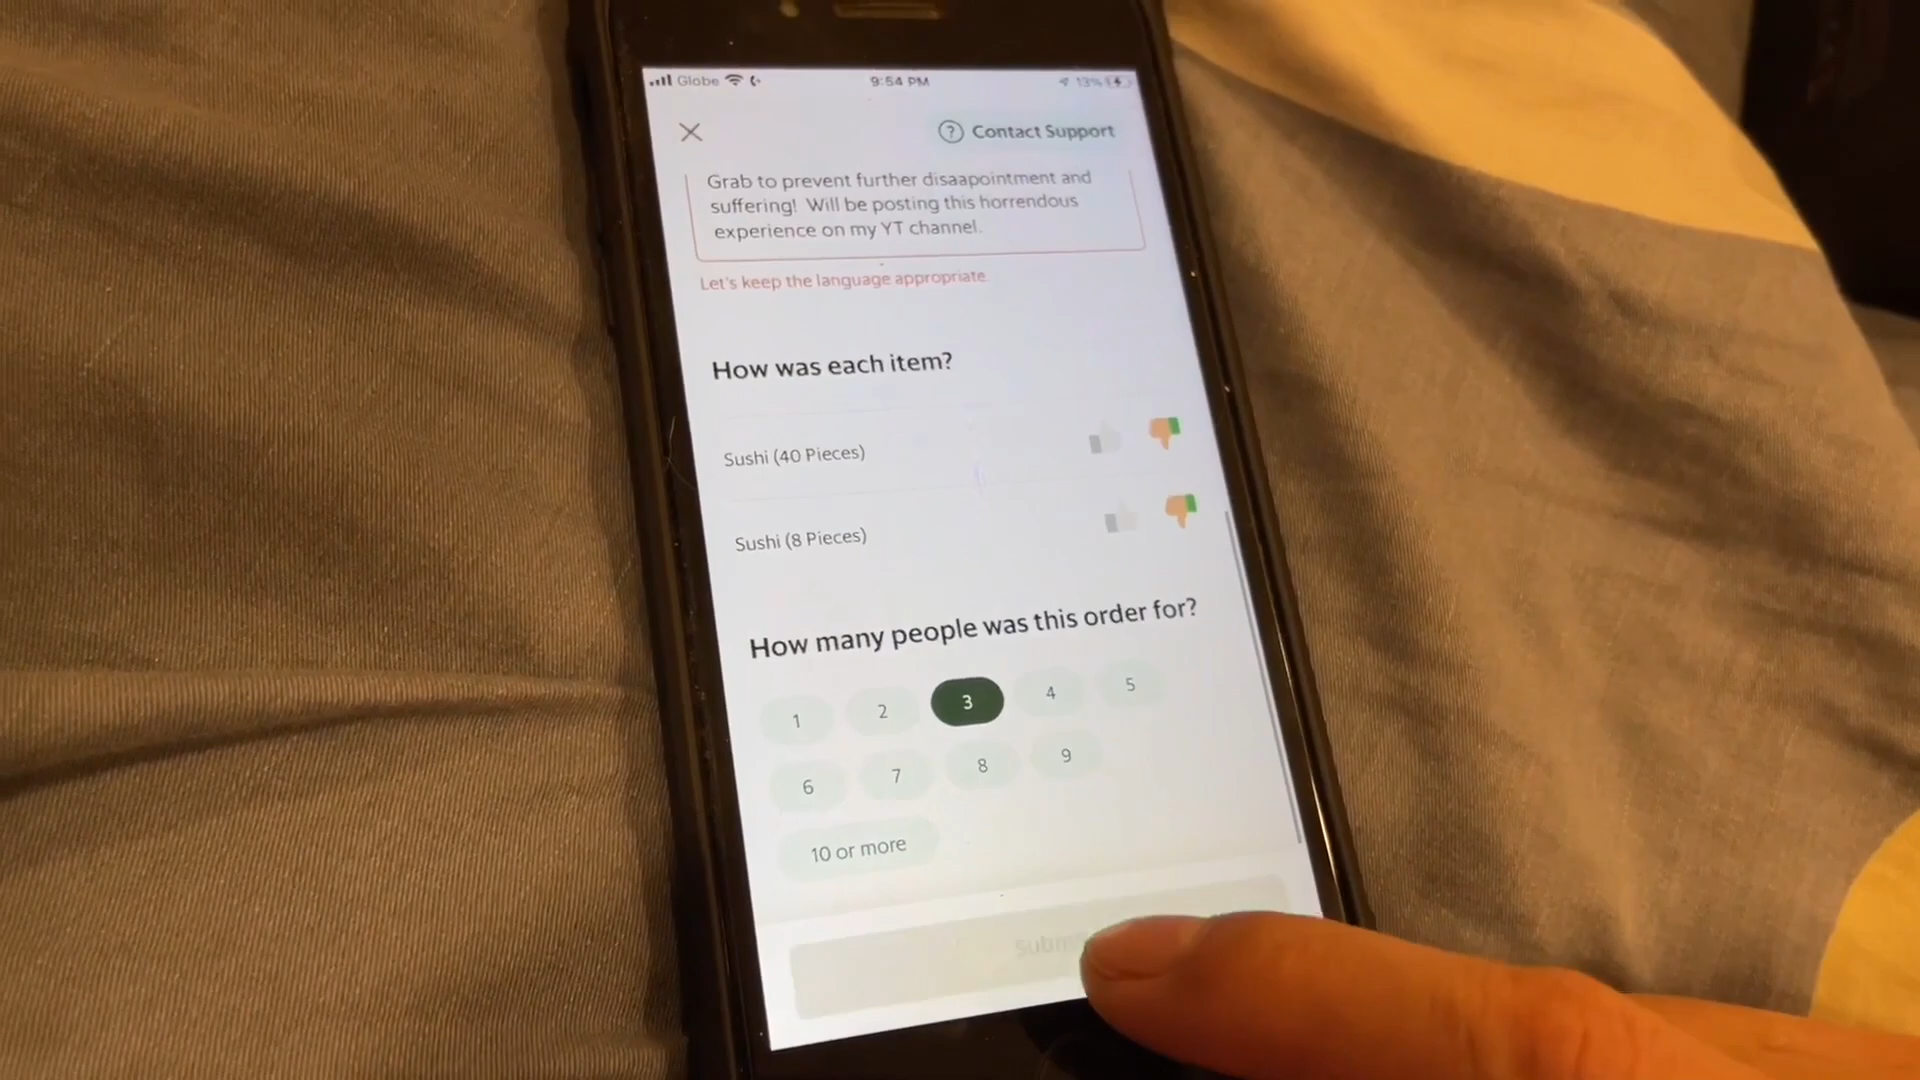 Globe
9:54 PM
13%
Contact Support
Grab to prevent further disaapointment and
suffering! Will be posting this horrendous
experience on my YT channel.
Let's keep the language appropriate.
How was each item?
Sushi (40 Pieces)
Sushi (8 Pieces)
How many people was this order for?
1 2 3 4 5
6 7 8 9
10 or more